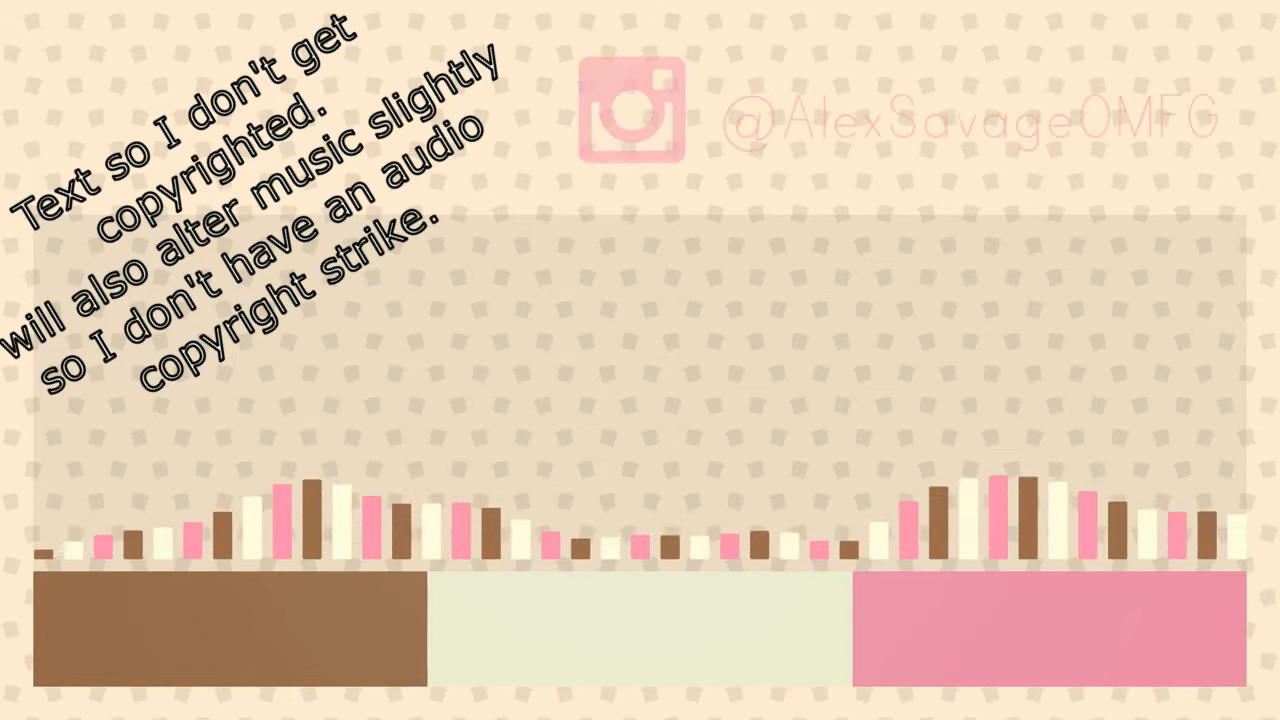 Text so I don't get
copyrighted.
will also alter music slightly
so I don't have an audio
copyright strike.
@AlexSavageOMFG